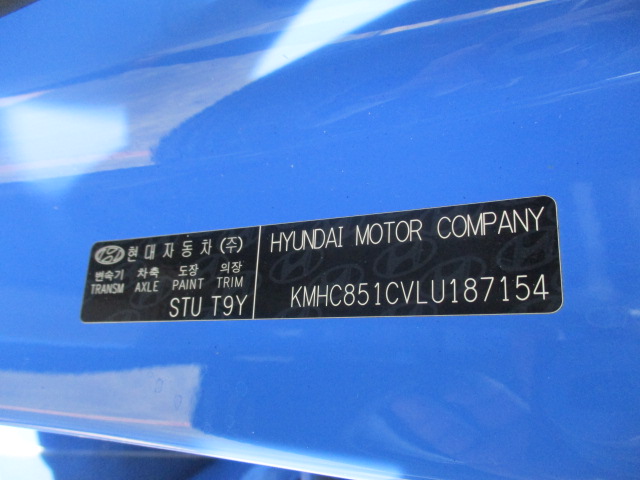 현대자동차(주)
변속기 차축 도장 의장
TRANSM AXLE PAINT TRIM
STU T9Y
HYUNDAI MOTOR COMPANY
KMHC851CVLU187154